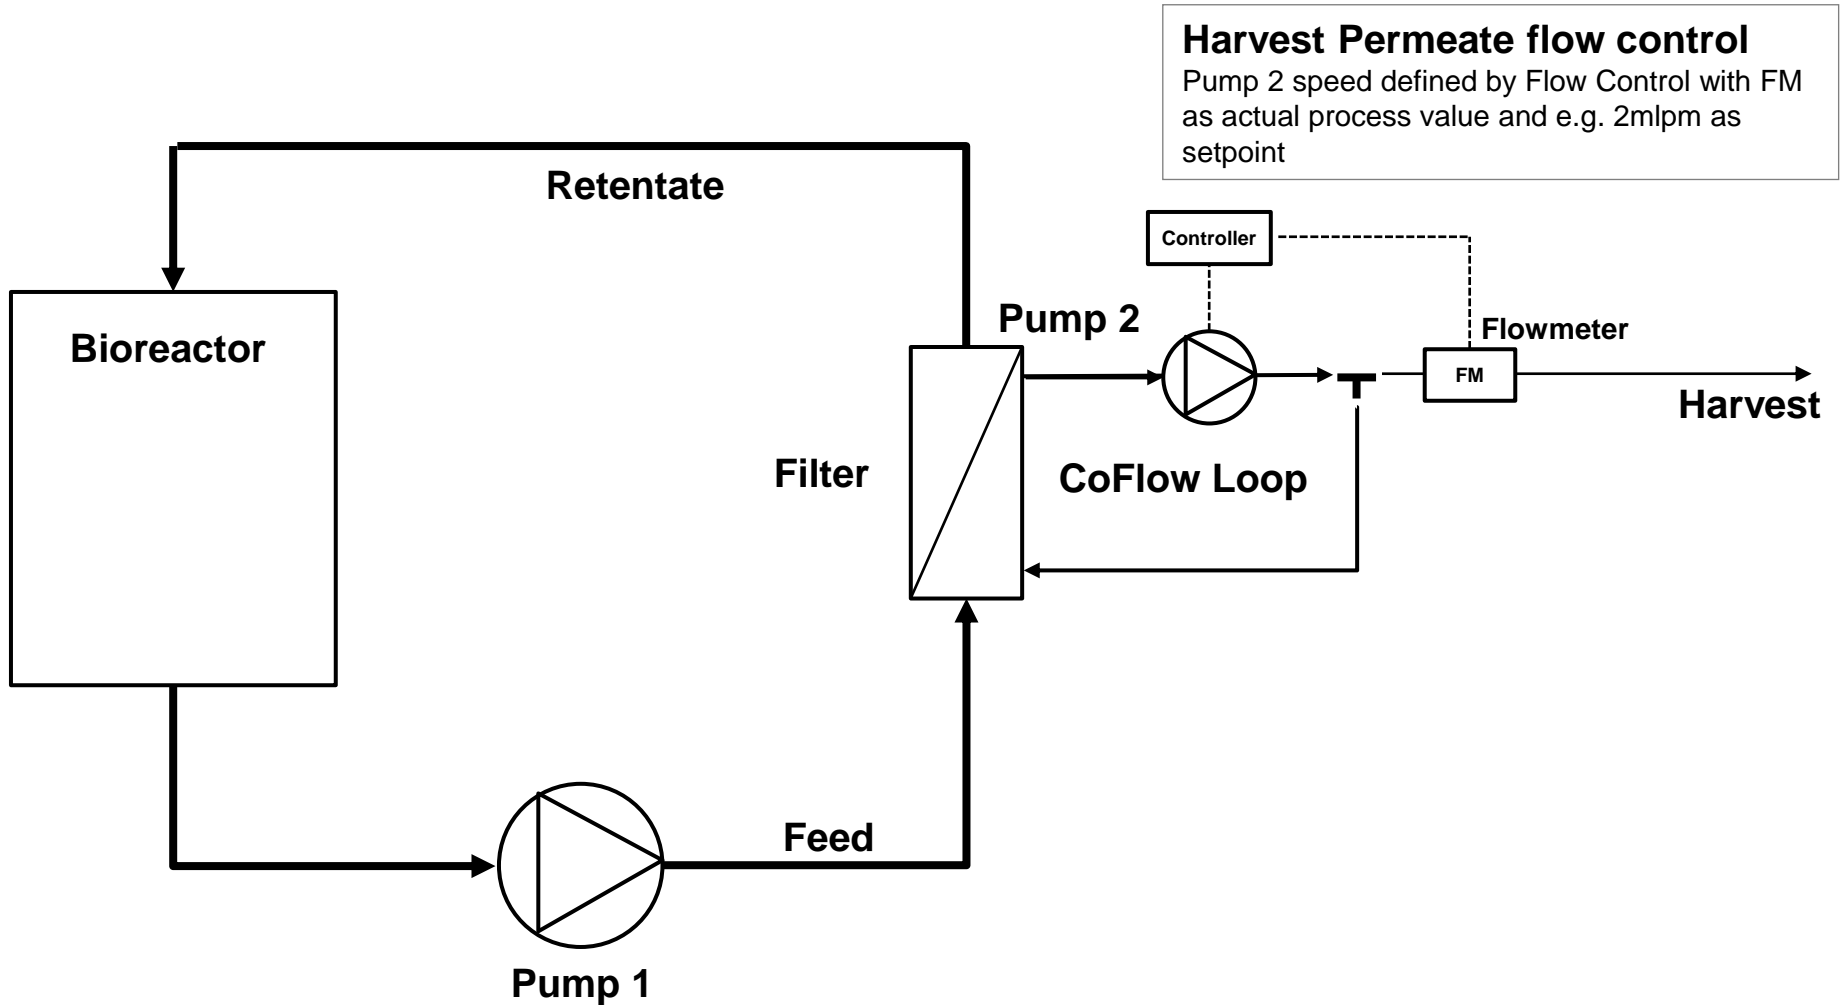 Harvest Permeate flow control
Pump 2 speed defined by Flow Control with FM
as actual process value and e.g. 2mlpm as
setpoint
Retentate
Controller
Pump 2
Flowmeter
Bioreactor
FM
Harvest
Filter
CoFlow Loop
Feed
Pump 1